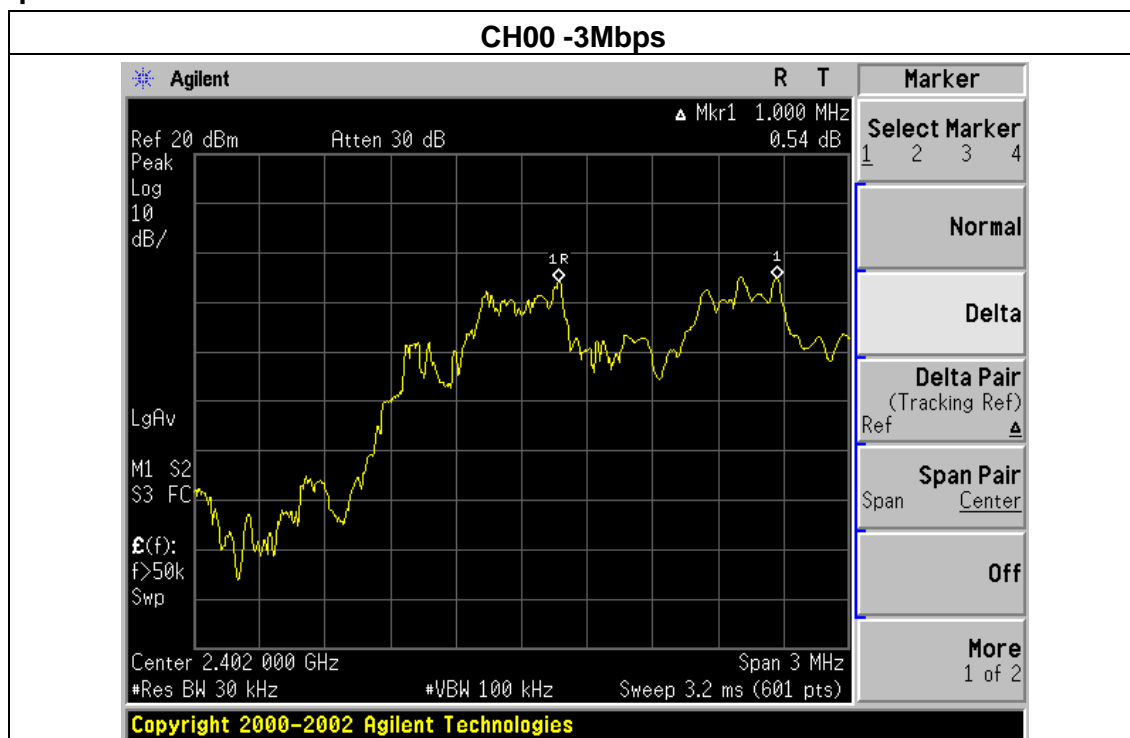 CH00 -3Mbps
Agilent R T
Δ Mkr1 1.000 MHz
Ref 20 dBm Atten 30 dB 0.54 dB
Peak
Log
10
dB/
1R 1
LgAv
M1 S2
S3 FC
£(f):
f>50k
Swp
Center 2.402 000 GHz Span 3 MHz
#Res BW 30 kHz #VBW 100 kHz Sweep 3.2 ms (601 pts)
Copyright 2000-2002 Agilent Technologies
Marker
Select Marker
1 2 3 4
Normal
Delta
Delta Pair
(Tracking Ref)
Ref Δ
Span Pair
Span Center
Off
More
1 of 2